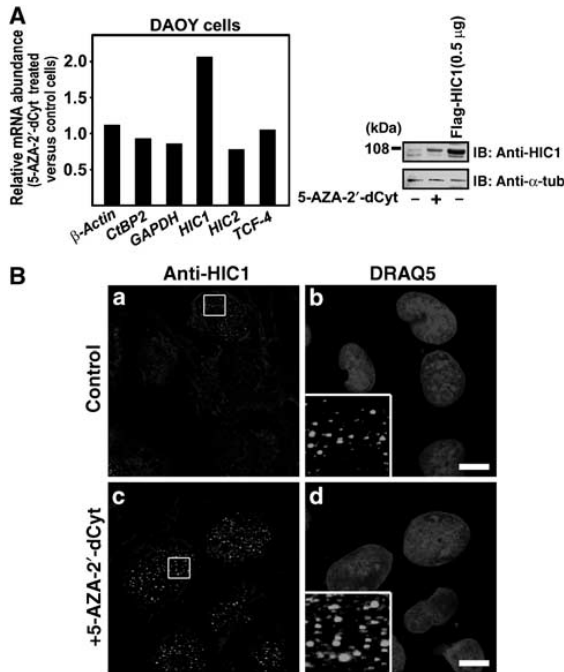 A
DAOY cells
Relative mRNA abundance
(5-AZA-2′-dCyt treated
versus control cells)
2.0
1.5
1.0
0.5
β-Actin
CtBP2
GAPDH
HIC1
HIC2
TCF-4
Flag-HIC1(0.5 μg)
(kDa)
108
IB: Anti-HIC1
IB: Anti-α-tub
5-AZA-2′-dCyt − + −
B
Anti-HIC1
DRAQ5
Control
a
b
+5-AZA-2′-dCyt
c
d